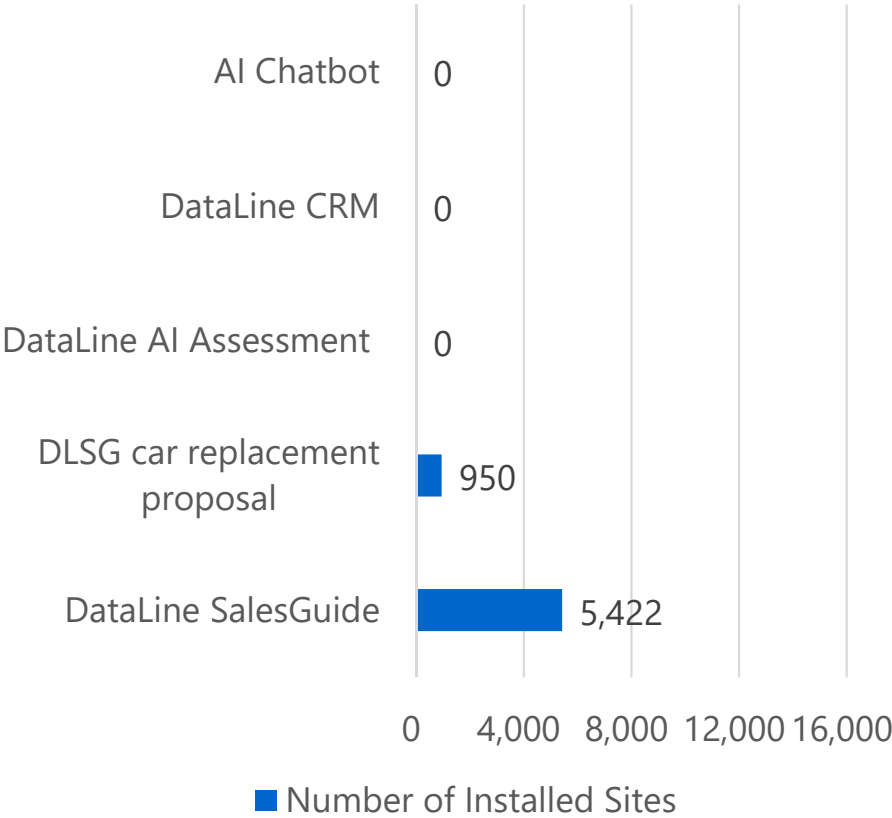 AI Chatbot 0
DataLine CRM 0
DataLine AI Assessment 0
DLSG car replacement
proposal 950
DataLine SalesGuide 5,422
0 4,000 8,000 12,000 16,000
Number of Installed Sites